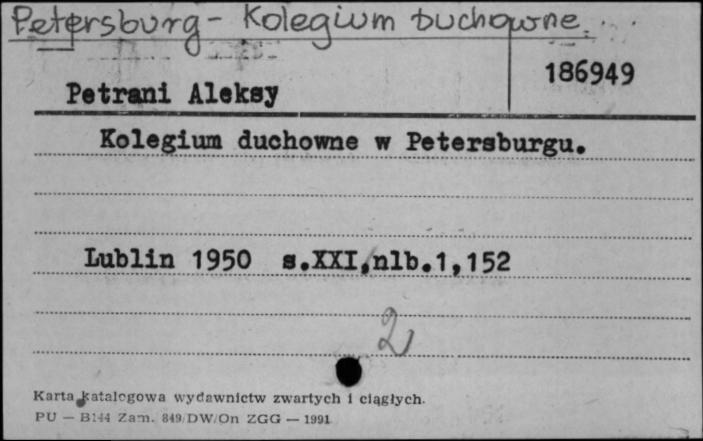 Petersburg - Kolegium Duchowne.
186949
Petrani Aleksy
Kolegium duchowne w Petersburgu.
Lublin 1950 s.XXI,nlb.1,152
2
Karta katalogowa wydawnictw zwartych i ciągłych.
PU — B144 Zam. 849/DW/On ZGG — 1991